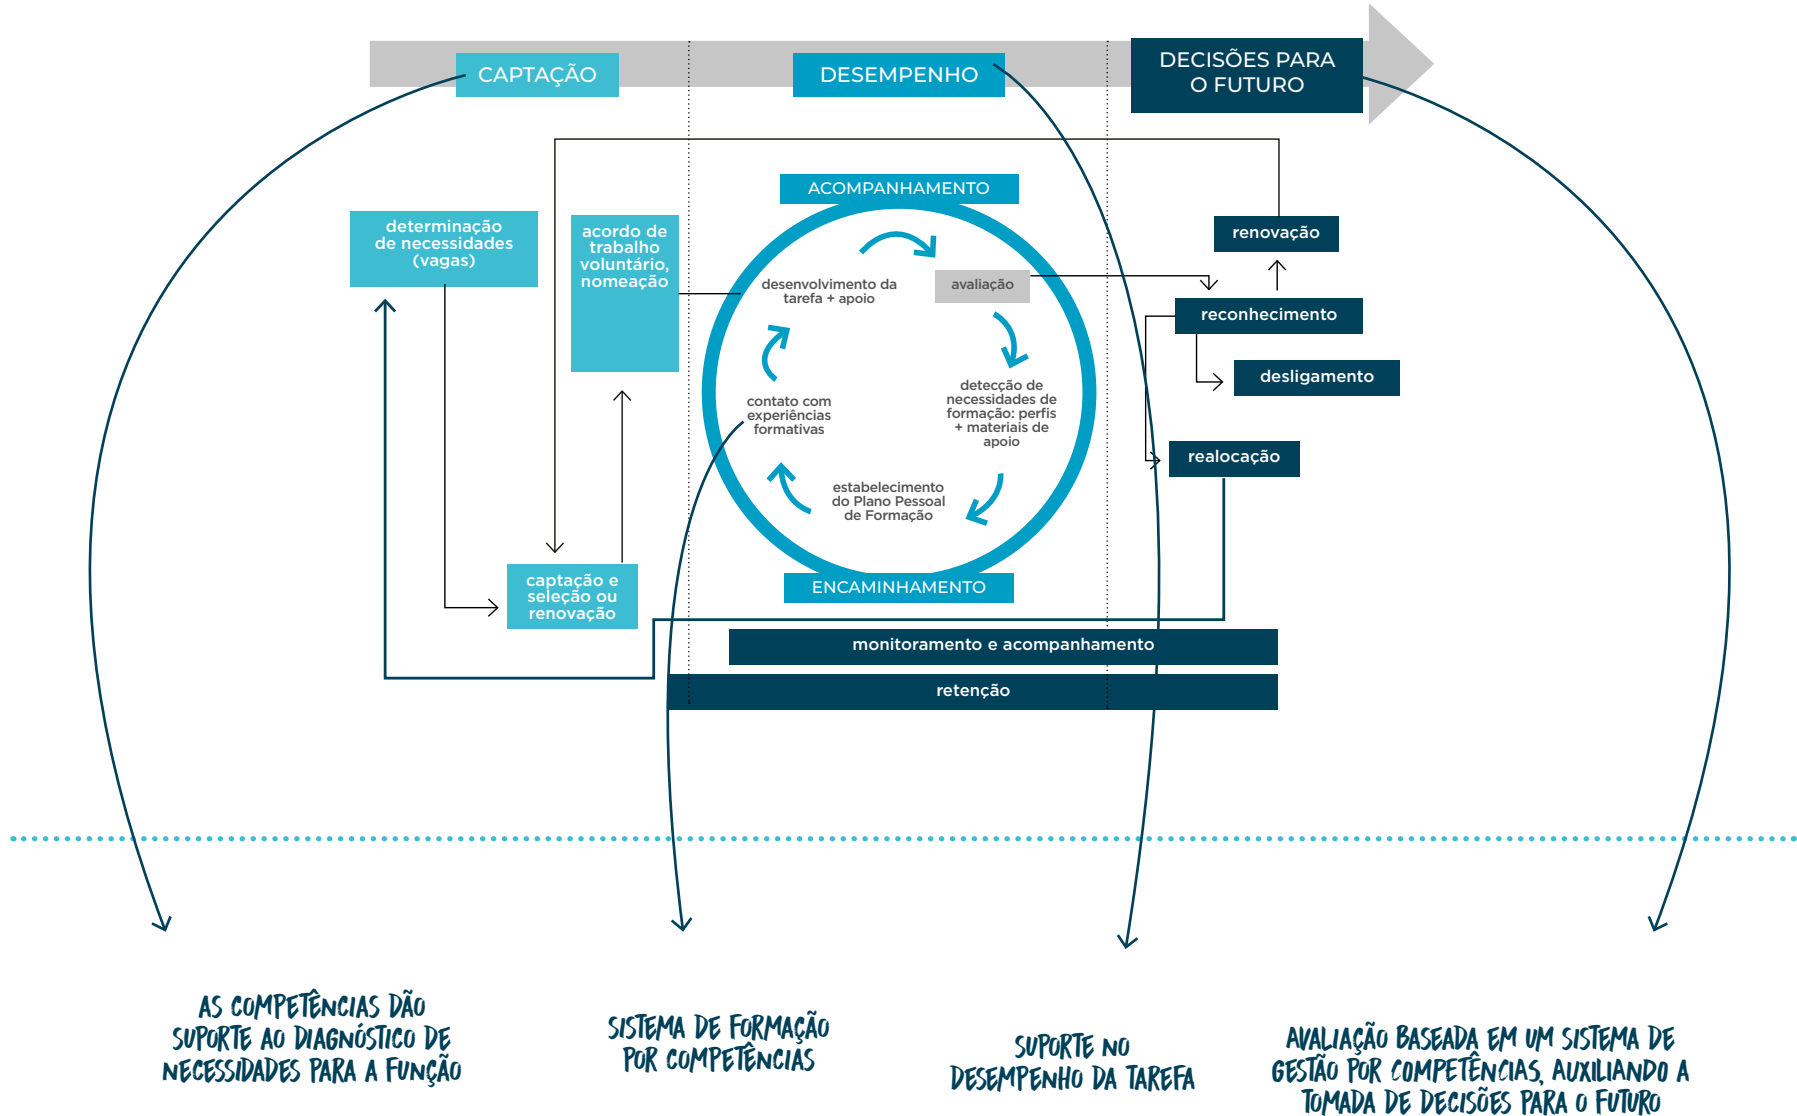 CAPTAÇÃO
DESEMPENHO
DECISÕES PARA
O FUTURO
ACOMPANHAMENTO
determinação
de necessidades
(vagas)
acordo de
trabalho
voluntário,
nomeação
captação e
seleção ou
renovação
desenvolvimento da
tarefa + apoio
avaliação
detecção de
necessidades de
formação: perfis
+ materiais de
apoio
estabelecimento
do Plano Pessoal
de Formação
contato com
experiências
formativas
ENCAMINHAMENTO
renovação
reconhecimento
desligamento
realocação
monitoramento e acompanhamento
retenção
AS COMPETÊNCIAS DÃO
SUPORTE AO DIAGNÓSTICO DE
NECESSIDADES PARA A FUNÇÃO
SISTEMA DE FORMAÇÃO
POR COMPETÊNCIAS
SUPORTE NO
DESEMPENHO DA TAREFA
AVALIAÇÃO BASEADA EM UM SISTEMA DE
GESTÃO POR COMPETÊNCIAS, AUXILIANDO A
TOMADA DE DECISÕES PARA O FUTURO